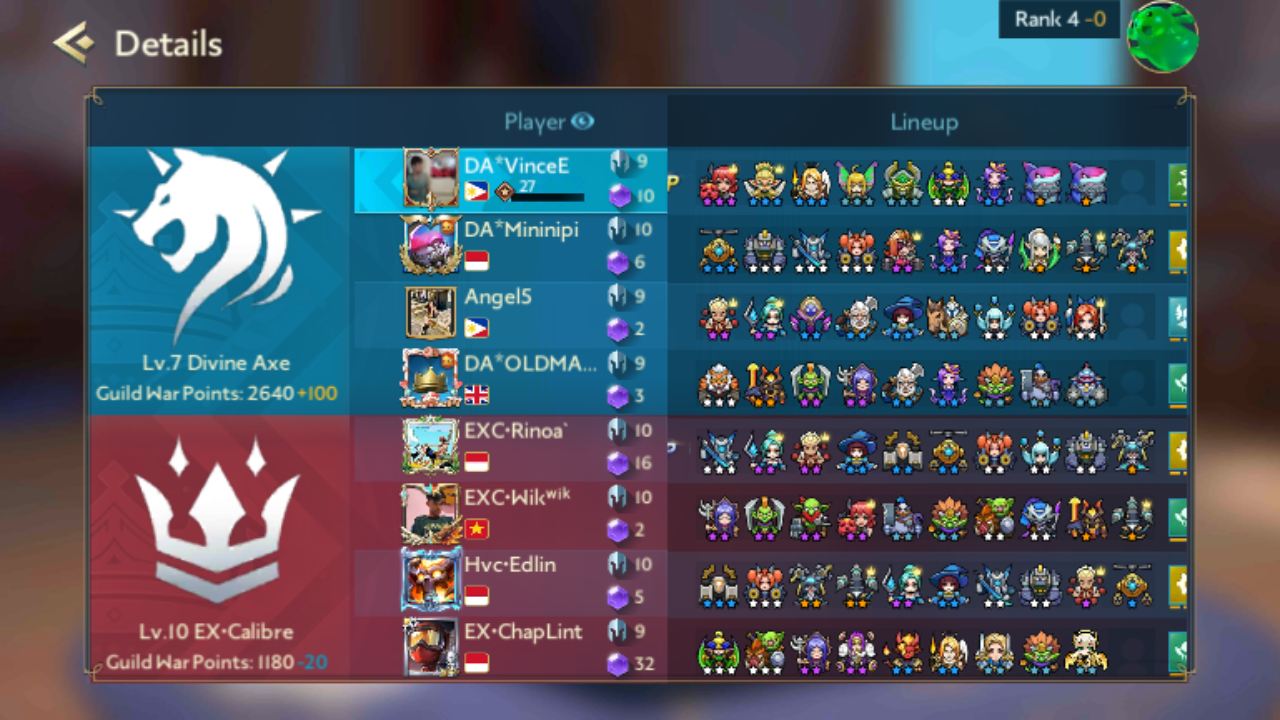 Details
Rank 4 -0
Player
Lineup
DA*VinceE
9
27
10
DA*Mininipi
10
6
Angel5
9
2
DA*OLDMA...
9
3
Lv.7 Divine Axe
Guild War Points: 2640 +100
EXC•Rinoa`
10
16
EXC•Wikʷⁱᵏ
10
2
Hvc•Edlin
10
5
EX•ChapLint
9
32
Lv.10 EX•Calibre
Guild War Points: 1180 -20